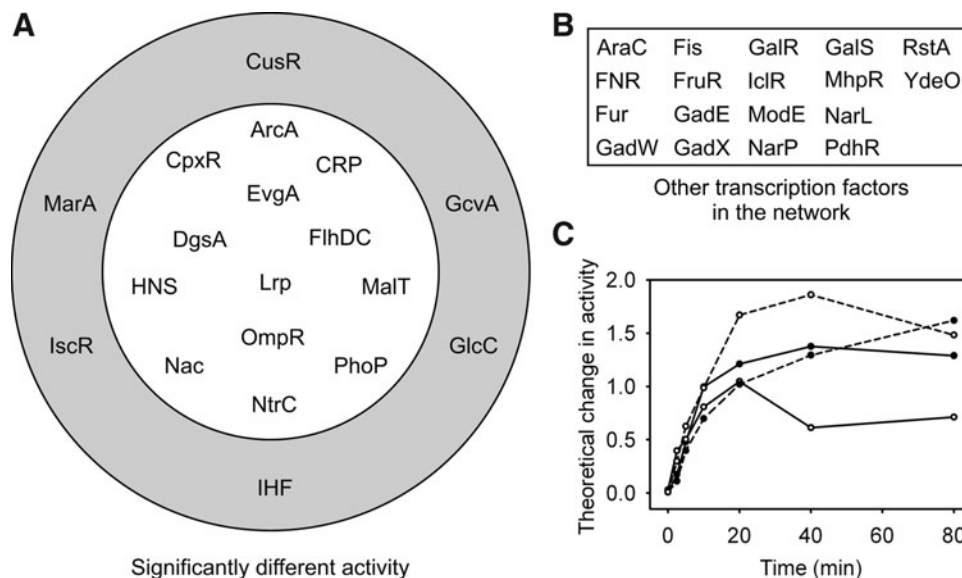 A
CusR
ArcA
CpxR
CRP
EvgA
MarA
GcvA
DgsA
FlhDC
HNS
Lrp
MalT
IscR
OmpR
GlcC
Nac
PhoP
NtrC
IHF
Significantly different activity
B
AraC Fis GalR GalS RstA
FNR FruR IclR MhpR YdeO
Fur GadE ModE NarL
GadW GadX NarP PdhR
Other transcription factors
in the network
C
Theoretical change in activity
2.0
1.5
1.0
0.5
0.0
0 20 40 60 80
Time (min)